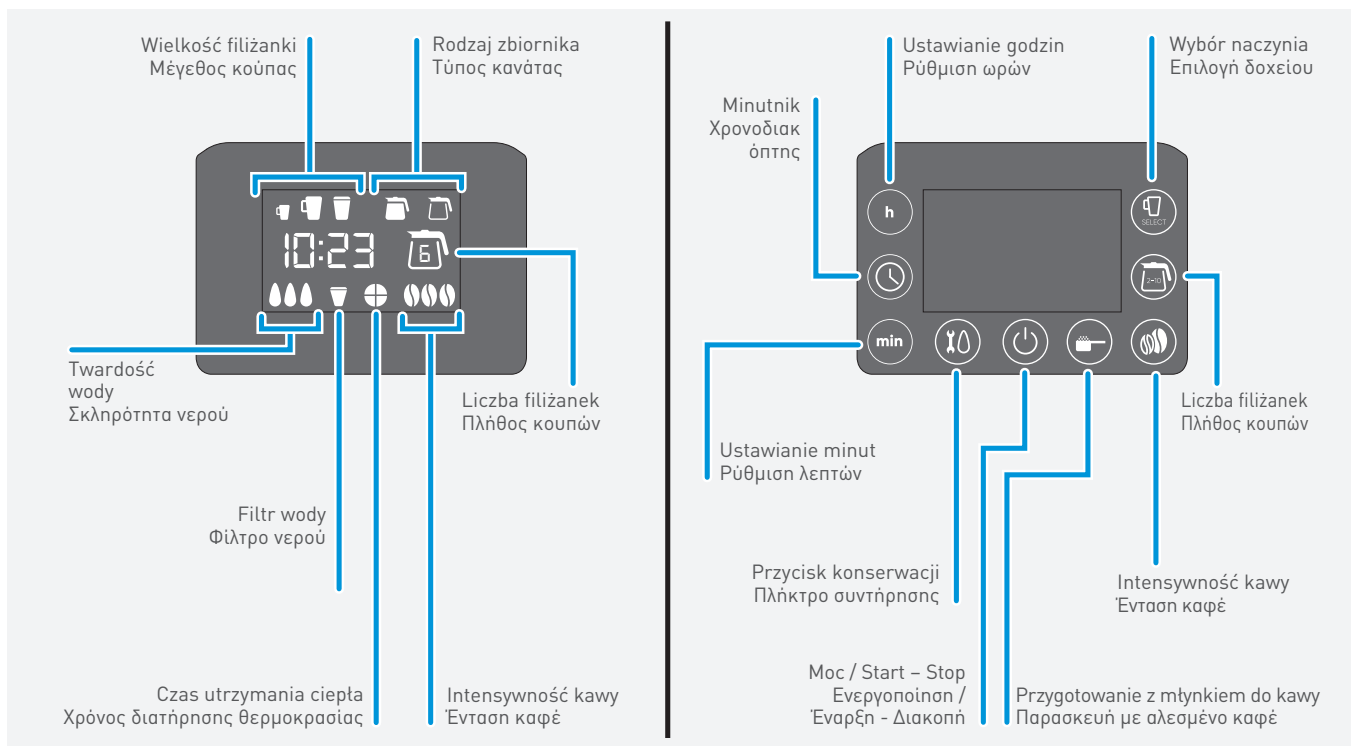 Wielkość filiżanki
Μέγεθος κούπας
Rodzaj zbiornika
Τύπος κανάτας
10:23
6
Twardość
wody
Σκληρότητα νερού
Liczba filiżanek
Πλήθος κουπών
Filtr wody
Φίλτρο νερού
Czas utrzymania ciepła
Χρόνος διατήρησης θερμοκρασίας
Intensywność kawy
Ένταση καφέ
Ustawianie godzin
Ρύθμιση ωρών
Wybór naczynia
Επιλογή δοχείου
Minutnik
Χρονοδιακ
όπτης
h
SELECT
2-10
min
Ustawianie minut
Ρύθμιση λεπτών
Liczba filiżanek
Πλήθος κουπών
Przycisk konserwacji
Πλήκτρο συντήρησης
Intensywność kawy
Ένταση καφέ
Moc / Start – Stop
Ενεργοποίηση /
Έναρξη - Διακοπή
Przygotowanie z młynkiem do kawy
Παρασκευή με αλεσμένο καφέ